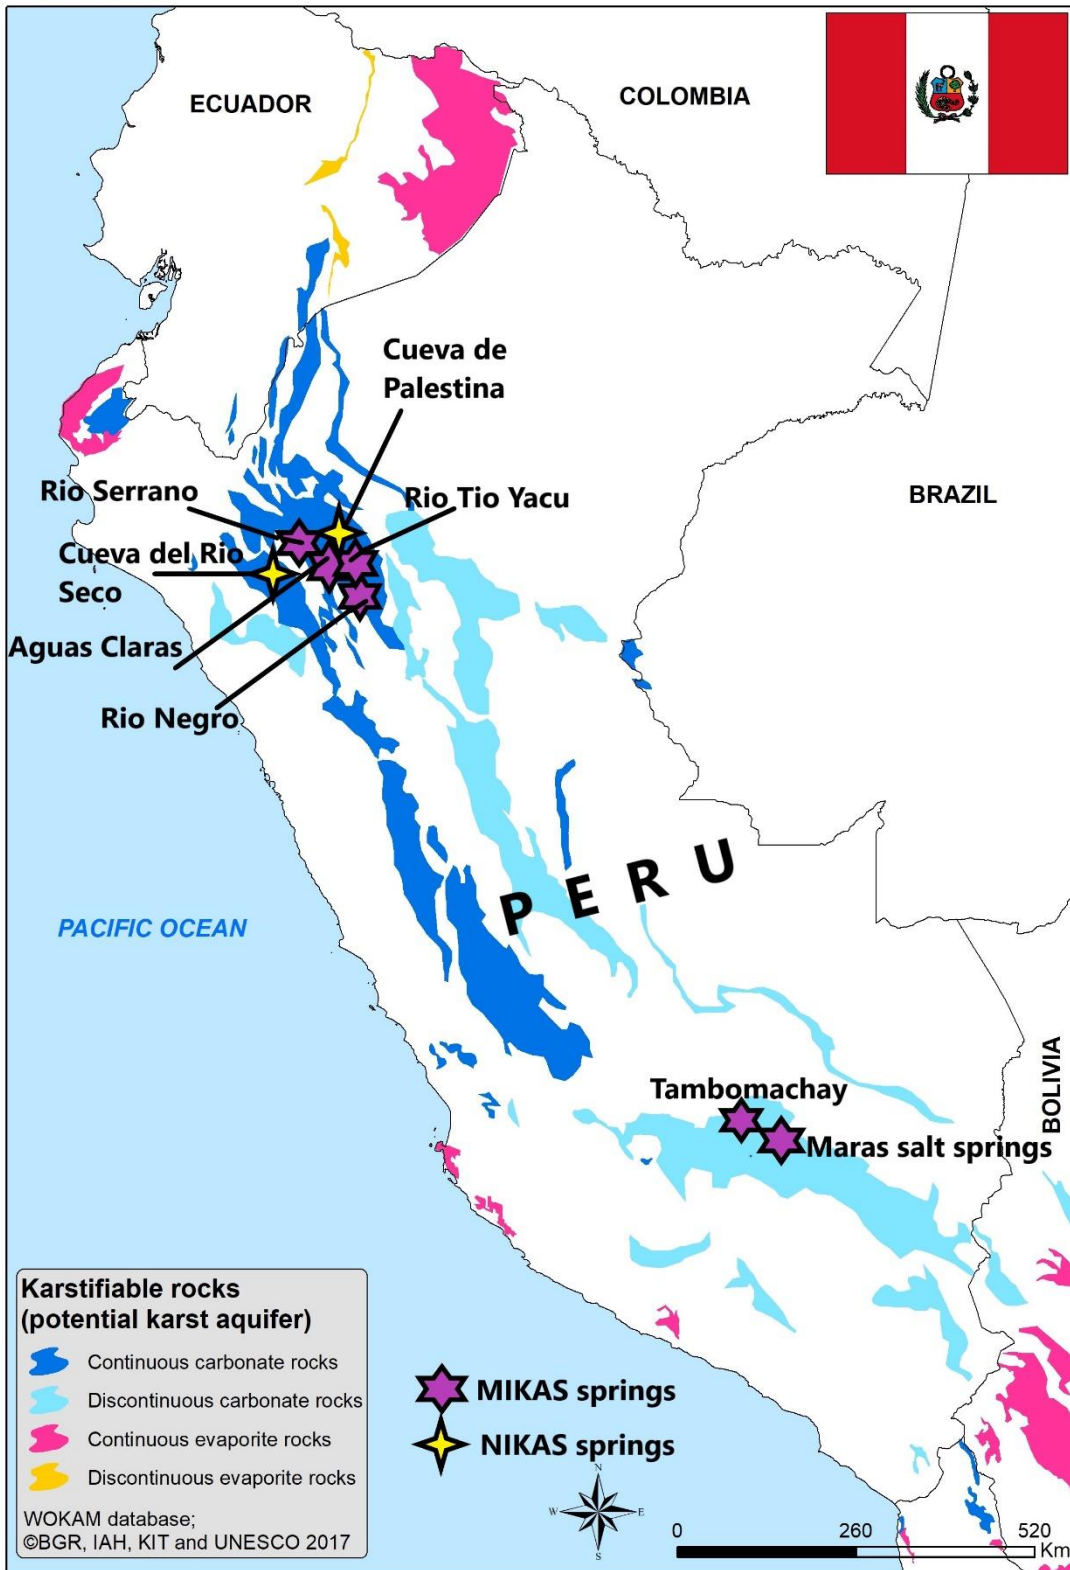 ECUADOR
COLOMBIA
Cueva de
Palestina
Rio Serrano
Rio Tio Yacu
BRAZIL
Cueva del Rio
Seco
Aguas Claras
Rio Negro
PERU
PACIFIC OCEAN
BOLIVIA
Tambomachay
Maras salt springs
Karstifiable rocks
(potential karst aquifer)
Continuous carbonate rocks
Discontinuous carbonate rocks
Continuous evaporite rocks
Discontinuous evaporite rocks
WOKAM database;
©BGR, IAH, KIT and UNESCO 2017
MIKAS springs
NIKAS springs
N
W E
S
0 260 520
Km